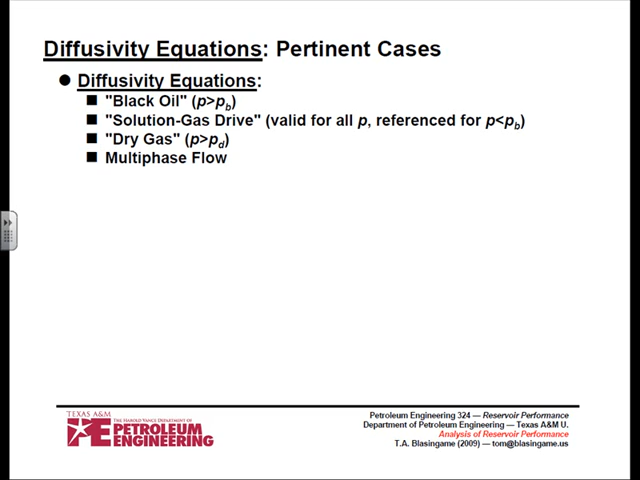 Diffusivity Equations: Pertinent Cases
Diffusivity Equations:
"Black Oil" (p>pb)
"Solution-Gas Drive" (valid for all p, referenced for p<pb)
"Dry Gas" (p>pd)
Multiphase Flow
TEXAS A&M
THE HAROLD VANCE DEPARTMENT OF
PETROLEUM
ENGINEERING
Petroleum Engineering 324 — Reservoir Performance
Department of Petroleum Engineering — Texas A&M U.
Analysis of Reservoir Performance
T.A. Blasingame (2009) — tom@blasingame.us